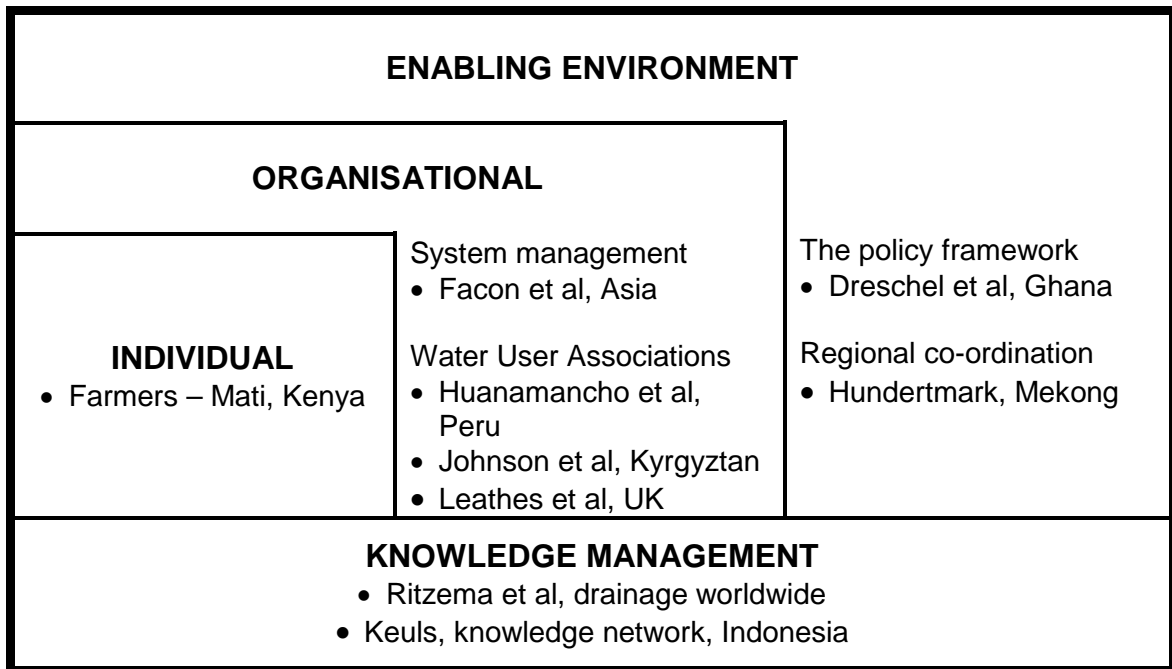 ENABLING ENVIRONMENT
ORGANISATIONAL
INDIVIDUAL
• Farmers – Mati, Kenya
System management
• Facon et al, Asia
Water User Associations
• Huanamancho et al,
Peru
• Johnson et al, Kyrgyztan
• Leathes et al, UK
The policy framework
• Dreschel et al, Ghana
Regional co-ordination
• Hundertmark, Mekong
KNOWLEDGE MANAGEMENT
• Ritzema et al, drainage worldwide
• Keuls, knowledge network, Indonesia